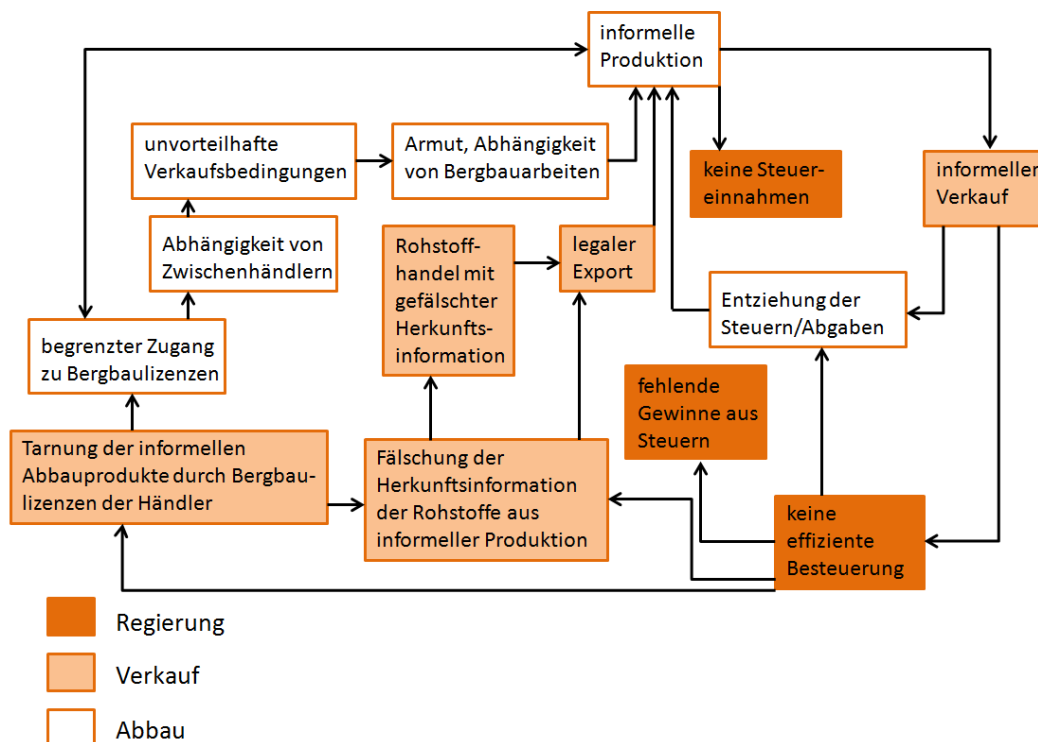 informelle
Produktion
unvorteilhafte
Verkaufsbedingungen
Armut, Abhängigkeit
von Bergbauarbeiten
keine Steuer-
einnahmen
informeller
Verkauf
Abhängigkeit von
Zwischenhändlern
Rohstoff-
handel mit
gefälschter
Herkunfts-
information
legaler
Export
Entziehung der
Steuern/Abgaben
begrenzter Zugang
zu Bergbaulizenzen
fehlende
Gewinne aus
Steuern
Tarnung der informellen
Abbauprodukte durch Bergbau-
lizenzen der Händler
Fälschung der
Herkunftsinformation
der Rohstoffe aus
informeller Produktion
keine
effiziente
Besteuerung
Regierung
Verkauf
Abbau